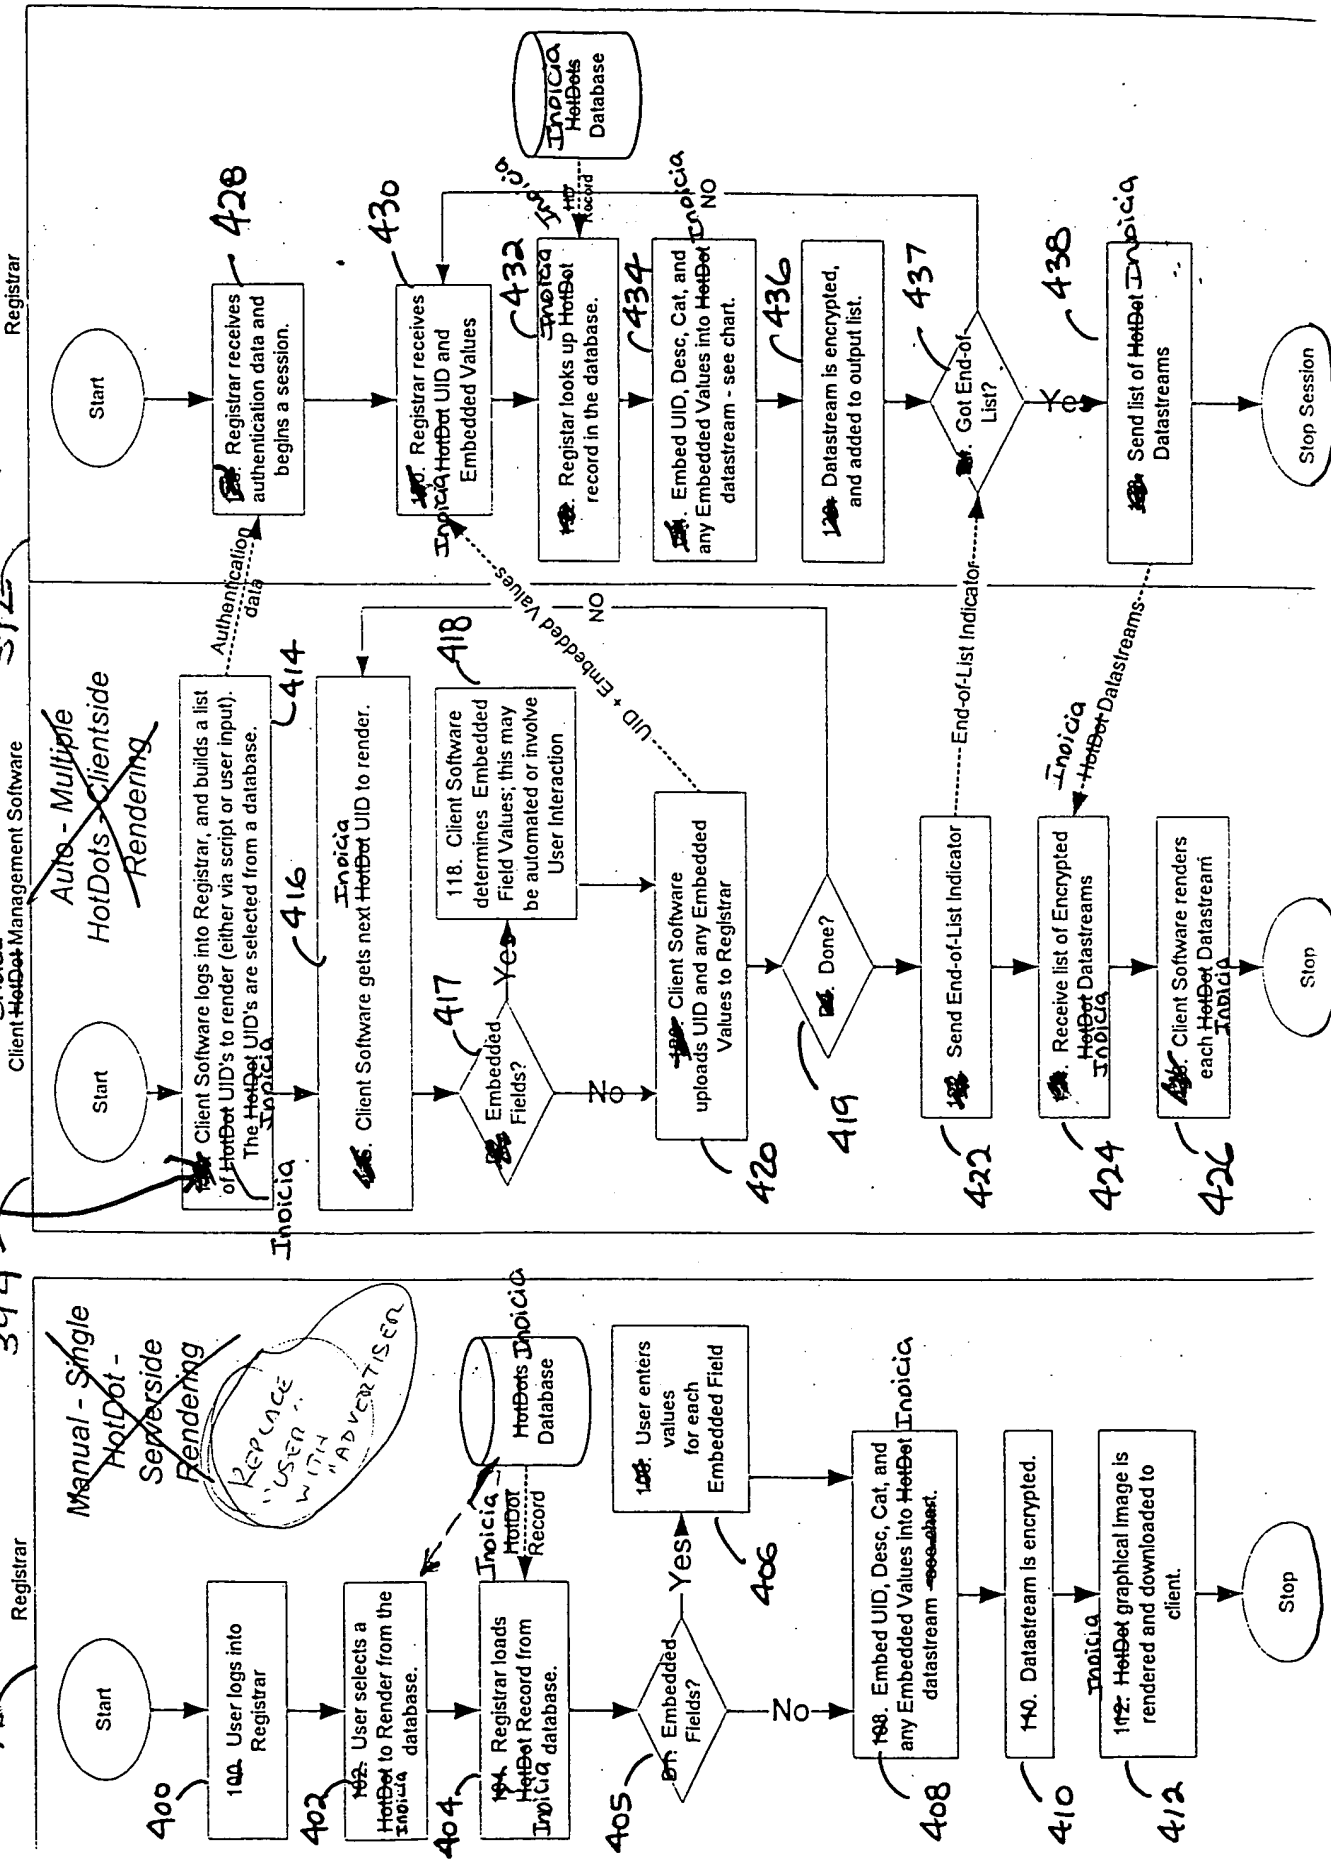 Registrar
Manual - Single
HotDot -
Serverside
Rendering
REPLACE
"USER"
WITH
"ADVERTISER
Start
400
100. User logs into
Registrar
402
102. User selects a
HotDot to Render from the
Indicia database.
404
104. Registrar loads
HotDot Record from
Indicia database.
Indicia
HotDot
Record
HotDots Indicia
Database
405
D1. Embedded
Fields?
Yes
No
406
User enters
values
for each
Embedded Field
408
108. Embed UID, Desc, Cat, and
any Embedded Values into HotDot Indicia
datastream - see chart.
410
110. Datastream is encrypted.
412
Indicia
112. HotDot graphical image is
rendered and downloaded to
client.
Stop
394
Client HotDot Management Software
Auto - Multiple
HotDots - Clientside
Rendering
Start
Client Software logs into Registrar, and builds a list
of HotDot UID's to render (either via script or user input).
The HotDot UID's are selected from a database.
Indicia
Indicia
414
416
Indicia
Client Software gets next HotDot UID to render.
417
Embedded
Fields?
Yes
No
418
118. Client Software
determines Embedded
Field Values; this may
be automated or involve
User Interaction
420
Client Software
uploads UID and any Embedded
Values to Registrar
419
Done?
NO
422
Send End-of-List Indicator
424
Receive list of Encrypted
HotDot Datastreams
Indicia
426
Client Software renders
each HotDot Datastream
Indicia
Stop
Authentication
data
UID + Embedded Values
End-of-List Indicator
Indicia
HotDot Datastreams
312
Registrar
Start
428
Registrar receives
authentication data and
begins a session.
430
Registrar receives
Indicia HotDot UID and
Embedded Values
432
Indicia
Registar looks up HotDot
record in the database.
Indicia
HD
Record
Indicia
HotDots
Database
434
Embed UID, Desc, Cat, and
any Embedded Values into HotDot Indicia
datastream - see chart.
436
Datastream is encrypted,
and added to output list.
437
Got End-of-
List?
NO
Yes
438
Send list of HotDot Indicia
Datastreams
Stop Session